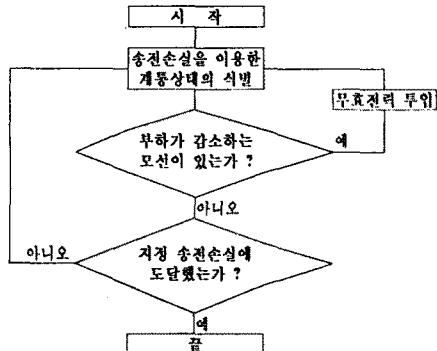 시 작
송전손실을 이용한
계통상태의 식별
무효전력 투입
부하가 감소하는
모선이 있는가 ?
예
아니오
지정 송전손실에
도달했는가 ?
아니오
예
끝